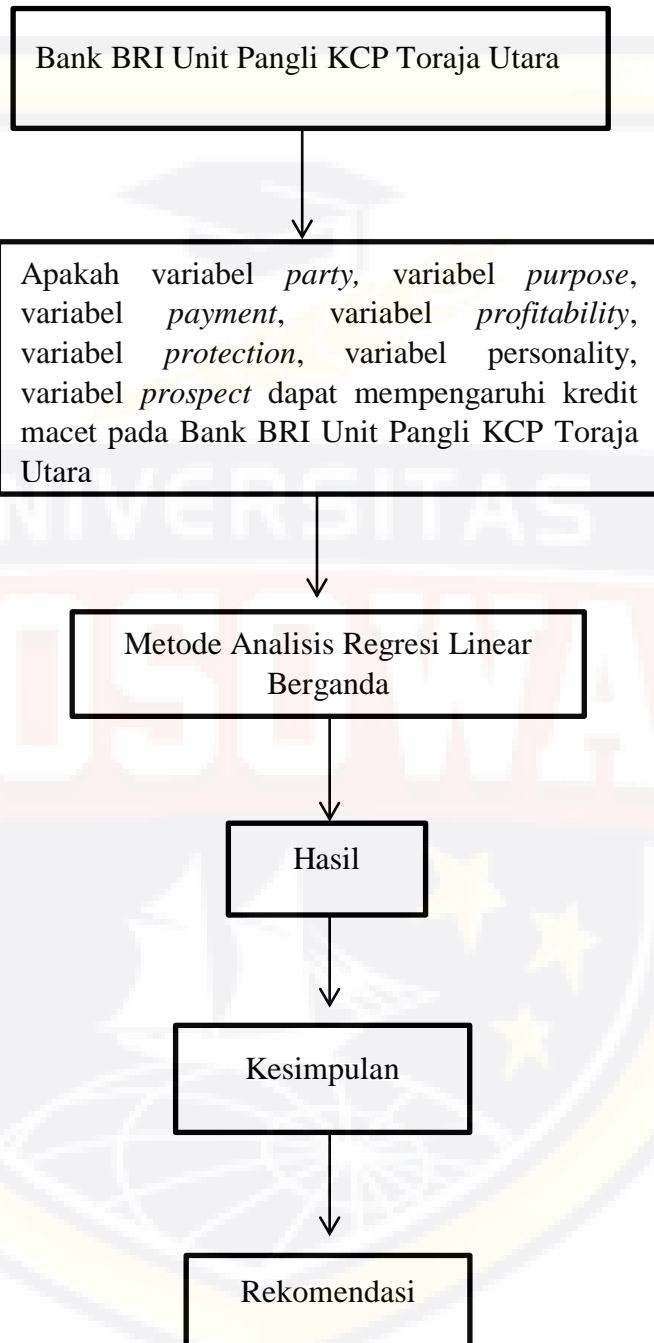 Bank BRI Unit Pangli KCP Toraja Utara
Apakah variabel party, variabel purpose,
variabel payment, variabel profitability,
variabel protection, variabel personality,
variabel prospect dapat mempengaruhi kredit
macet pada Bank BRI Unit Pangli KCP Toraja
Utara
NIVERSITAS
OSOWA
Metode Analisis Regresi Linear
Berganda
Hasil
Kesimpulan
Rekomendasi